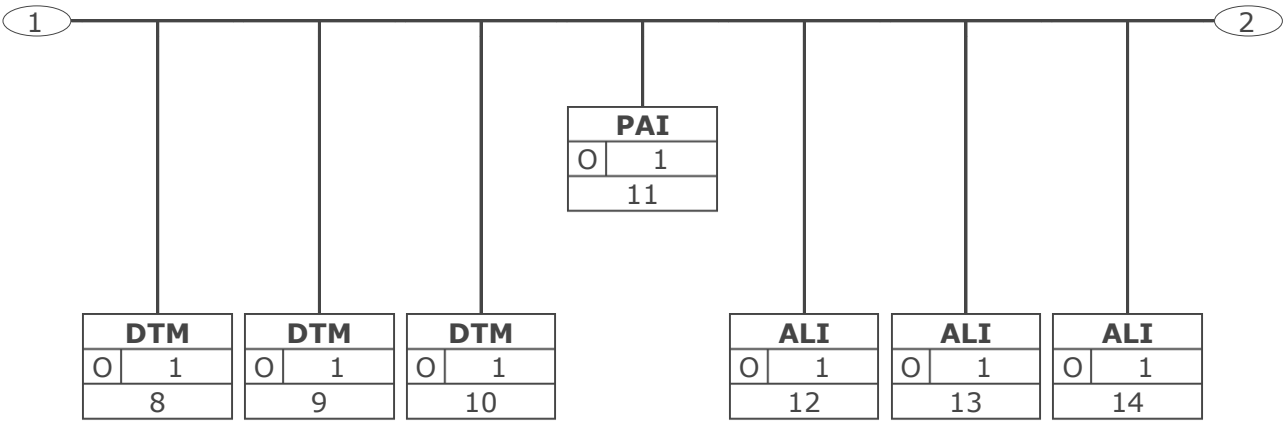 1 2
PAI
O 1
11
DTM DTM DTM ALI ALI ALI
O 1 O 1 O 1 O 1 O 1 O 1
8 9 10 12 13 14